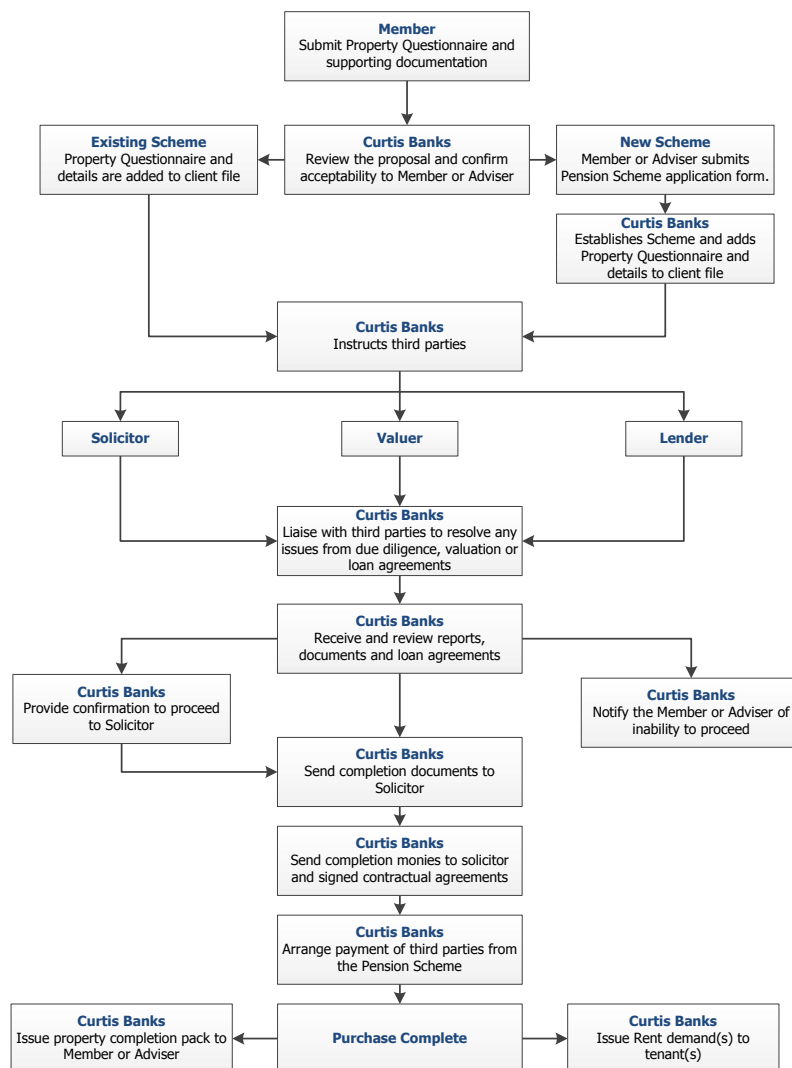 Member
Submit Property Questionnaire and
supporting documentation
Existing Scheme
Property Questionnaire and
details are added to client file
Curtis Banks
Review the proposal and confirm
acceptability to Member or Adviser
New Scheme
Member or Adviser submits
Pension Scheme application form.
Curtis Banks
Establishes Scheme and adds
Property Questionnaire and
details to client file
Curtis Banks
Instructs third parties
Solicitor
Valuer
Lender
Curtis Banks
Liaise with third parties to resolve any
issues from due diligence, valuation or
loan agreements
Curtis Banks
Receive and review reports,
documents and loan agreements
Curtis Banks
Provide confirmation to proceed
to Solicitor
Curtis Banks
Notify the Member or Adviser of
inability to proceed
Curtis Banks
Send completion documents to
Solicitor
Curtis Banks
Send completion monies to solicitor
and signed contractual agreements
Curtis Banks
Arrange payment of third parties from
the Pension Scheme
Curtis Banks
Issue property completion pack to
Member or Adviser
Purchase Complete
Curtis Banks
Issue Rent demand(s) to
tenant(s)